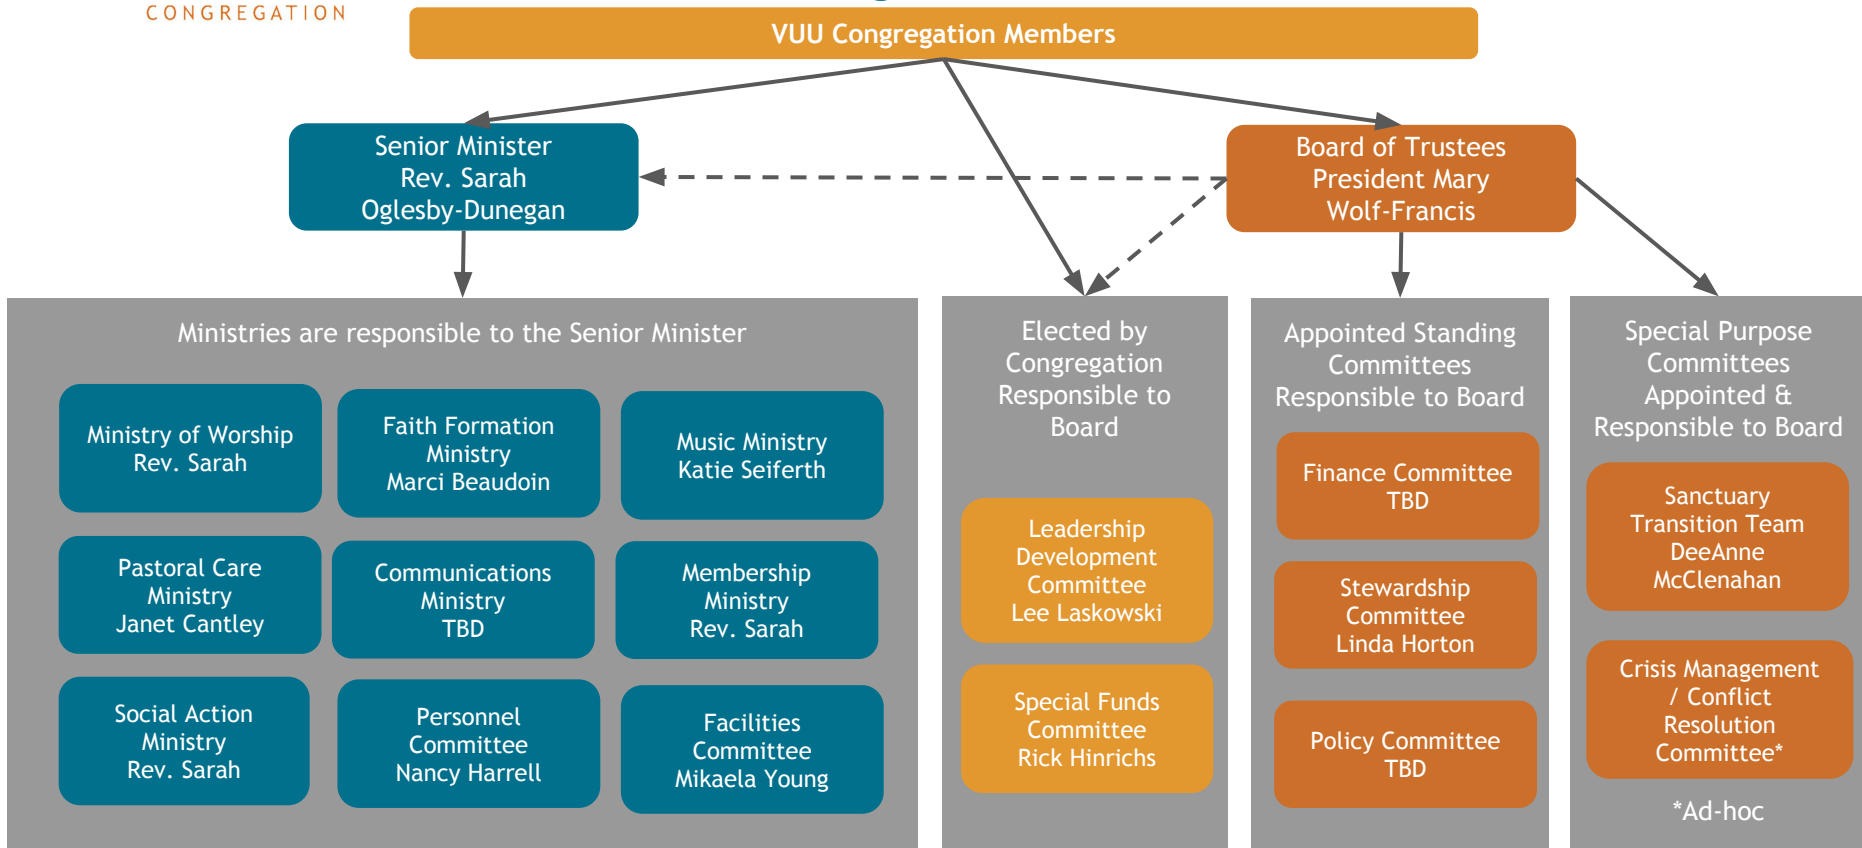 CONGREGATION
VUU Congregation Members
Senior Minister
Rev. Sarah
Oglesby-Dunegan
Board of Trustees
President Mary
Wolf-Francis
Ministries are responsible to the Senior Minister
Ministry of Worship
Rev. Sarah
Faith Formation
Ministry
Marci Beaudoin
Music Ministry
Katie Seiferth
Pastoral Care
Ministry
Janet Cantley
Communications
Ministry
TBD
Membership
Ministry
Rev. Sarah
Social Action
Ministry
Rev. Sarah
Personnel
Committee
Nancy Harrell
Facilities
Committee
Mikaela Young
Elected by
Congregation
Responsible to
Board
Leadership
Development
Committee
Lee Laskowski
Special Funds
Committee
Rick Hinrichs
Appointed Standing
Committees
Responsible to Board
Finance Committee
TBD
Stewardship
Committee
Linda Horton
Policy Committee
TBD
Special Purpose
Committees
Appointed &
Responsible to Board
Sanctuary
Transition Team
DeeAnne
McClenahan
Crisis Management
/ Conflict
Resolution
Committee*
*Ad-hoc